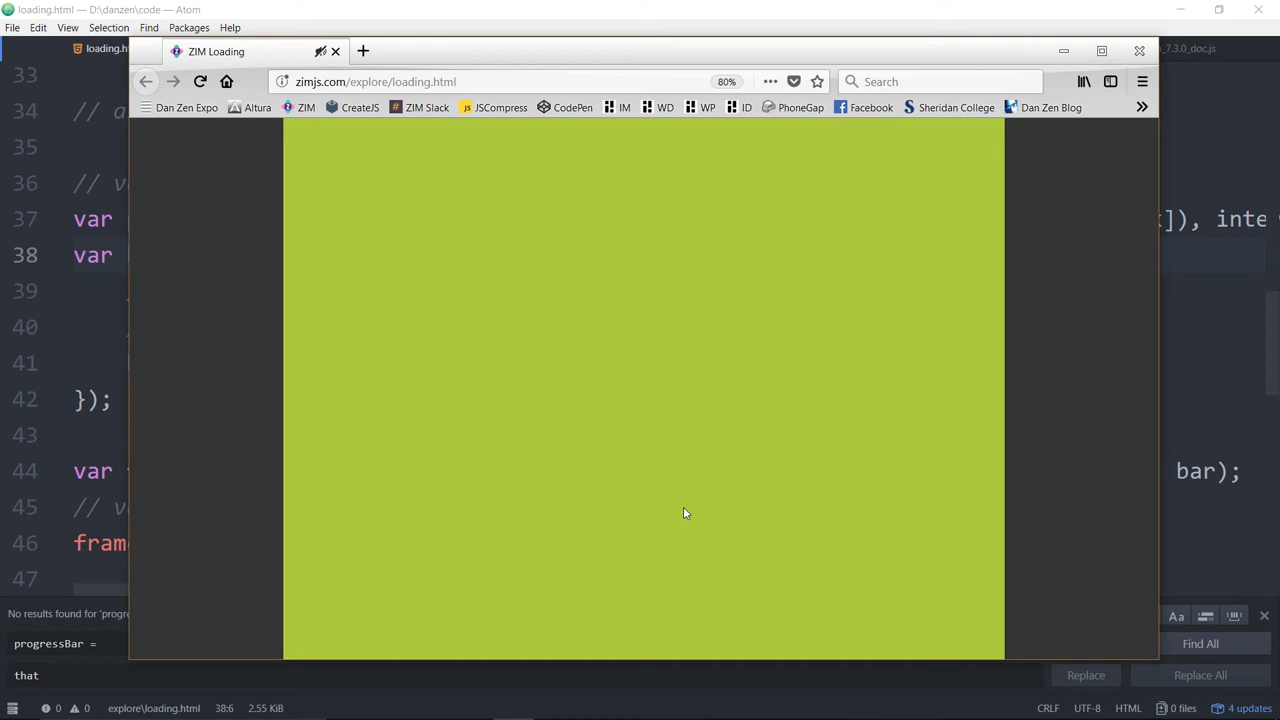 loading.html — D:\danzen\code — Atom
File Edit View Selection Find Packages Help
loading.h
_7.3.0_doc.js
ZIM Loading
zimjs.com/explore/loading.html
80%
Search
Dan Zen Expo Altura ZIM CreateJS ZIM Slack JSCompress CodePen IM WD WP ID PhoneGap Facebook Sheridan College Dan Zen Blog
33
34 // a
35
36 // v
37 var ]), inte
38 var
39
40
41
42 });
43
44 var bar);
45 // v
46 fram
47
No results found for 'progre
Aa
progressBar =
Find All
that
Replace
Replace All
0 0 explore\loading.html 38:6 2.55 KiB CRLF UTF-8 HTML 0 files 4 updates